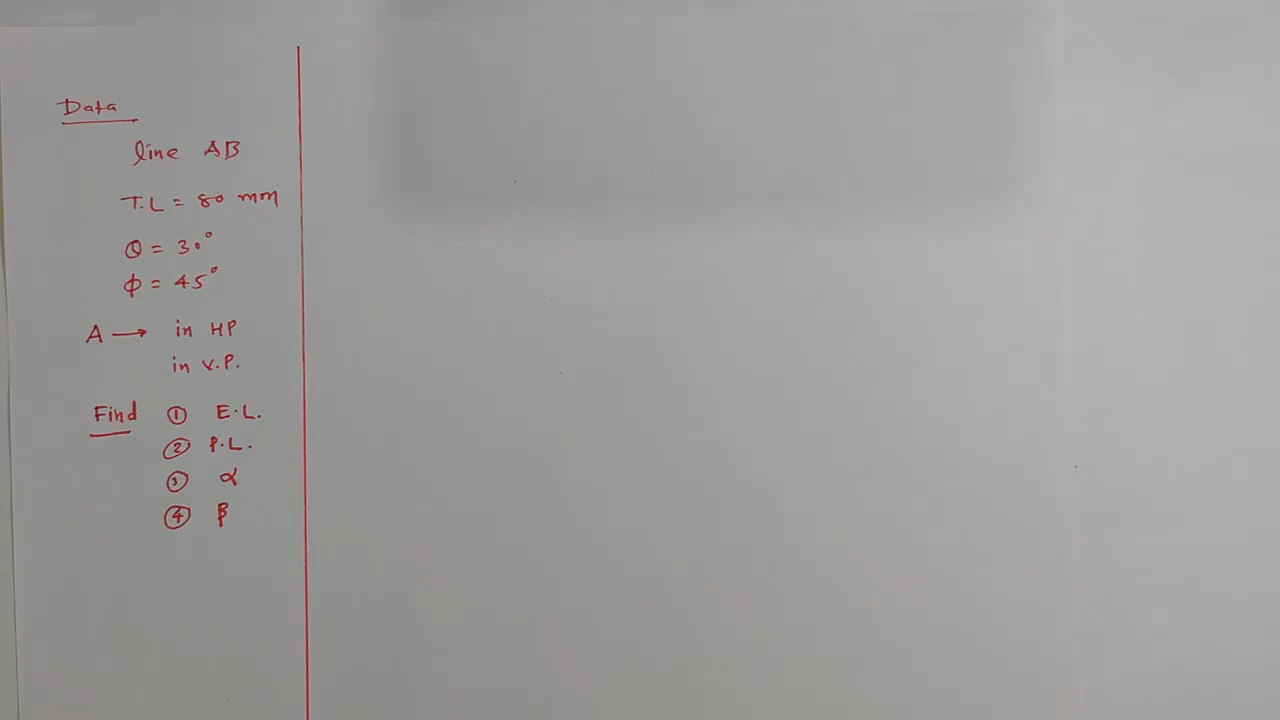 Data
line AB
T.L = 80 mm
θ = 30°
ϕ = 45°
A → in HP
in V.P.
Find ① E.L.
② P.L.
③ α
④ β